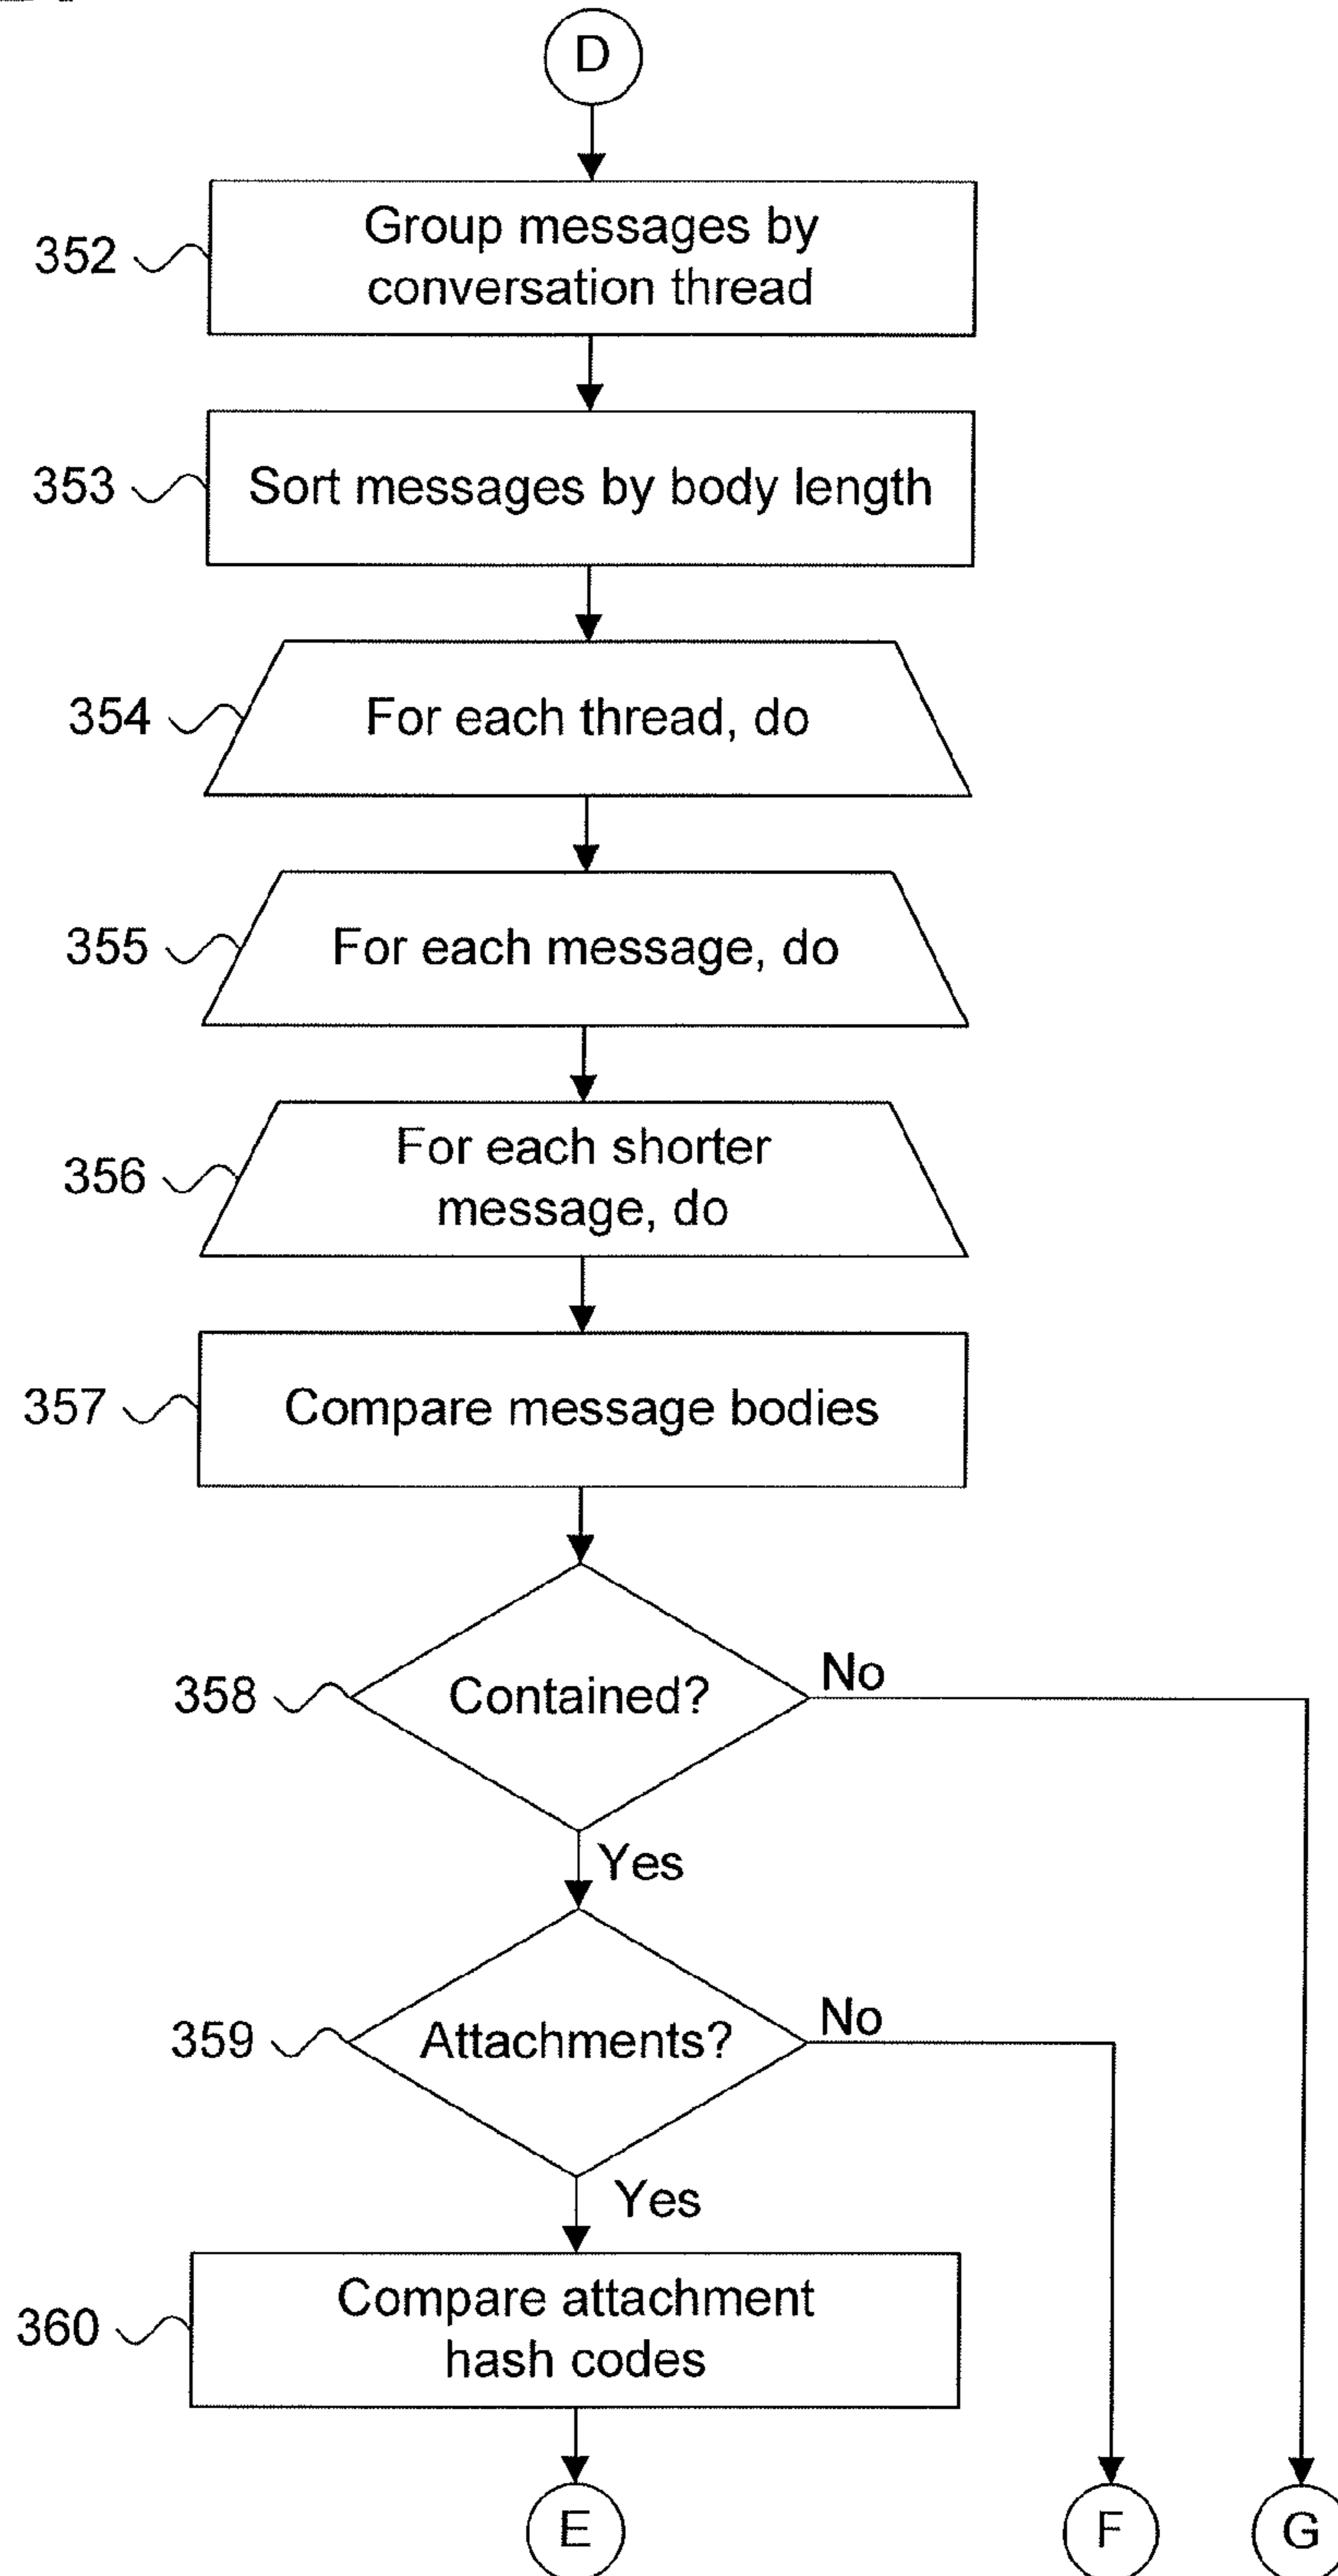 D
352
Group messages by
conversation thread
353
Sort messages by body length
354
For each thread, do
355
For each message, do
356
For each shorter
message, do
357
Compare message bodies
358
Contained?
No
Yes
359
Attachments?
No
Yes
360
Compare attachment
hash codes
E
F
G